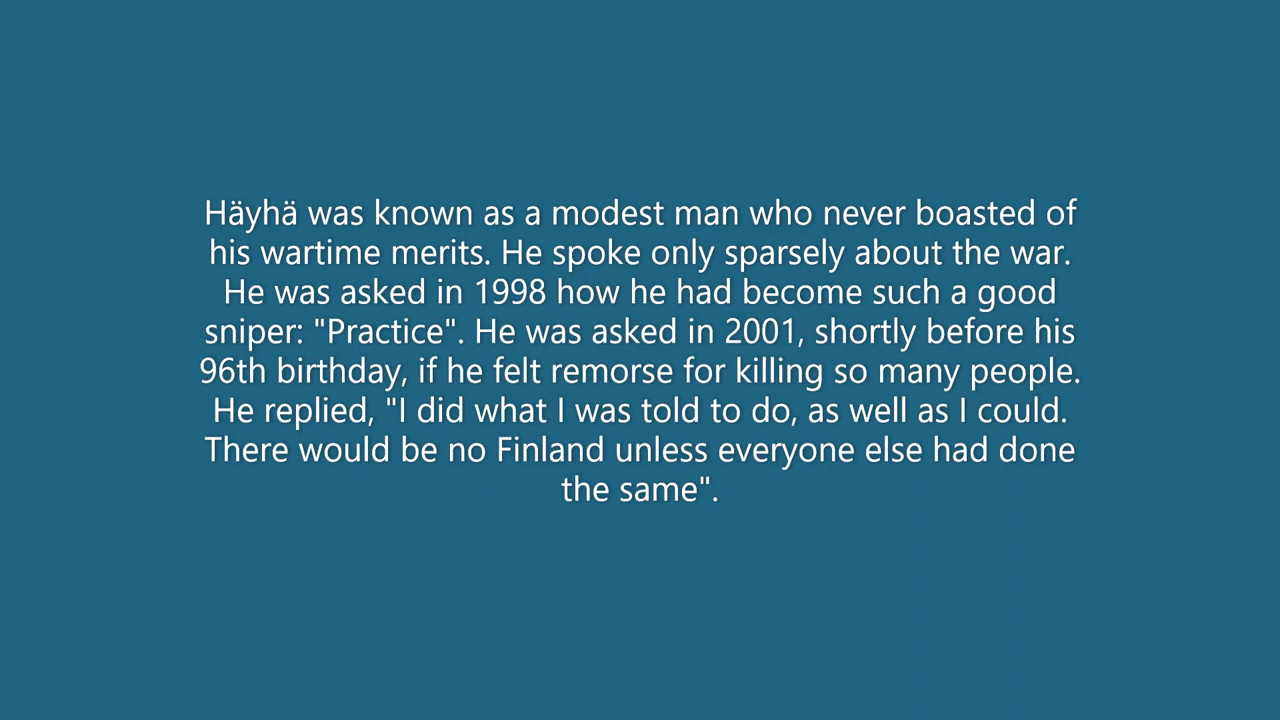 Häyhä was known as a modest man who never boasted of
his wartime merits. He spoke only sparsely about the war.
He was asked in 1998 how he had become such a good
sniper: "Practice". He was asked in 2001, shortly before his
96th birthday, if he felt remorse for killing so many people.
He replied, "I did what I was told to do, as well as I could.
There would be no Finland unless everyone else had done
the same".